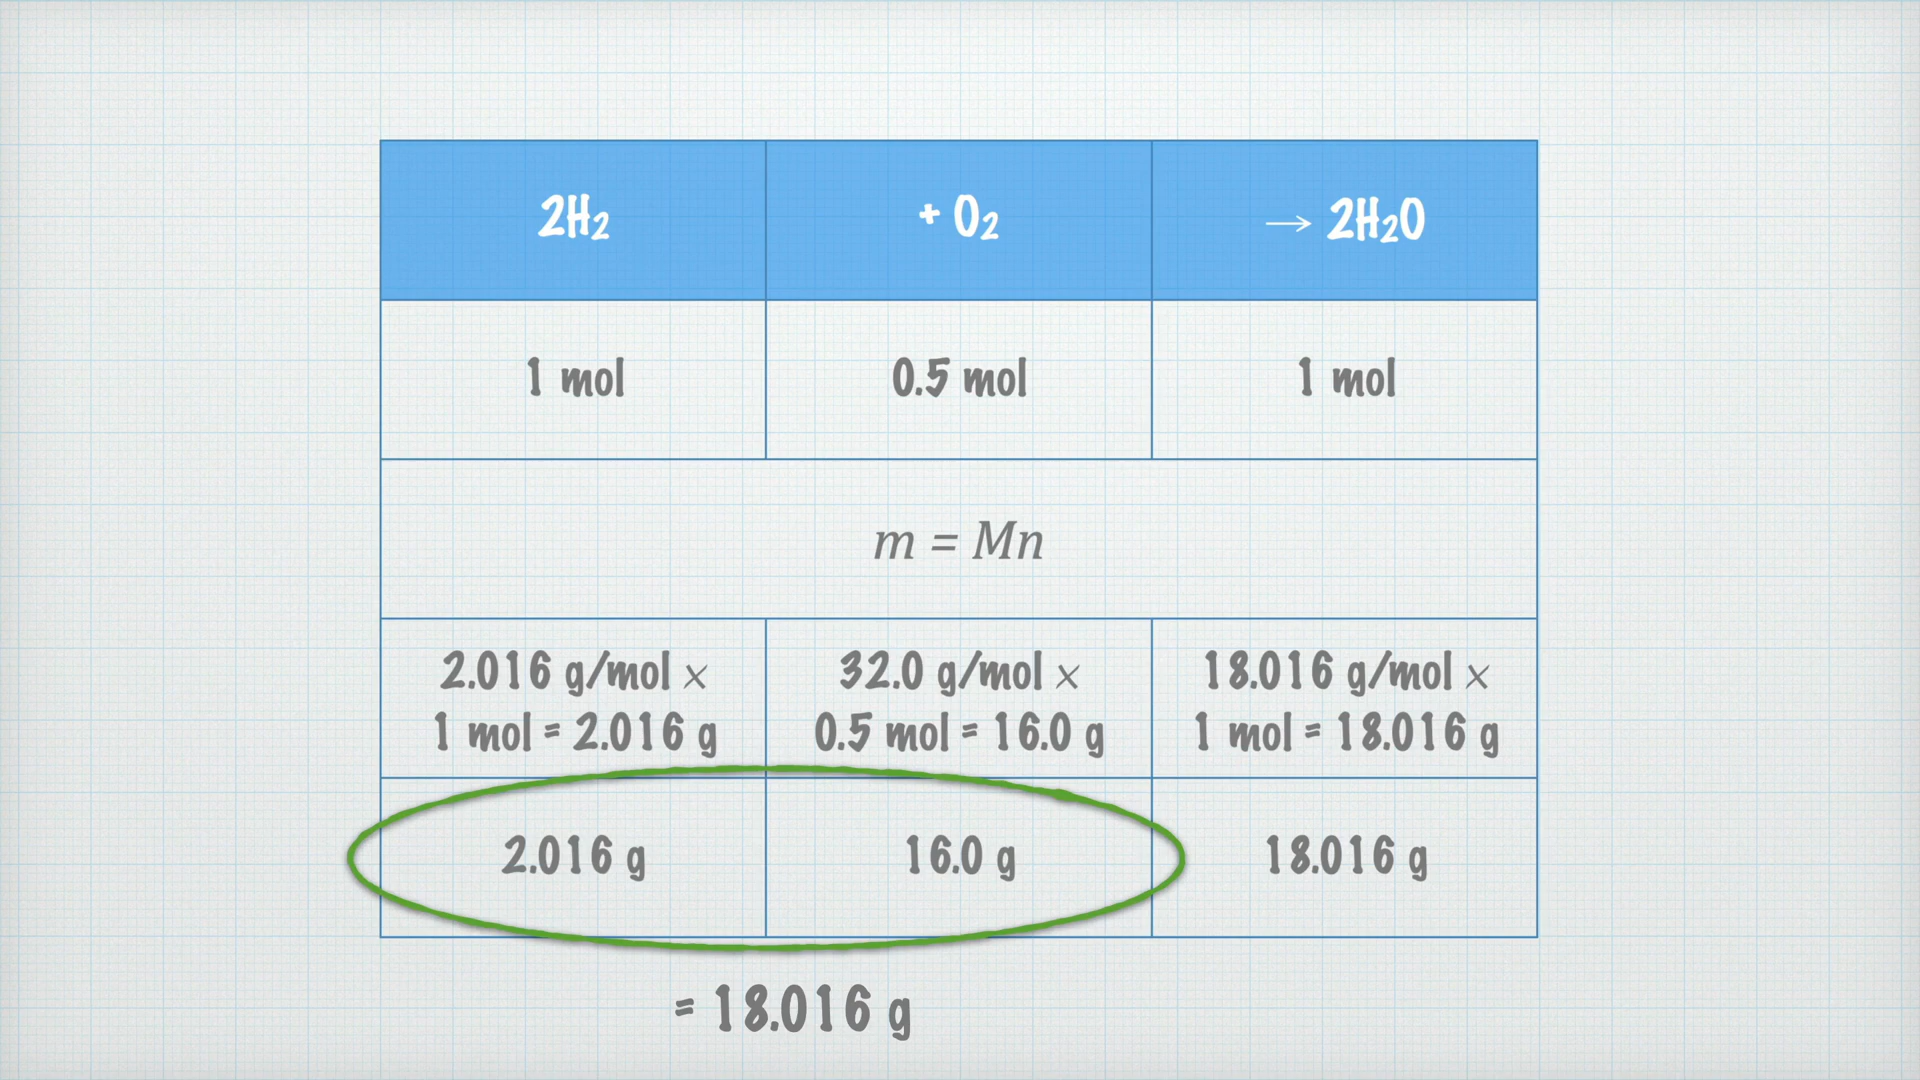 2H₂
+ O₂
→ 2H₂O
1 mol
0.5 mol
1 mol
m = Mn
2.016 g/mol ×
1 mol = 2.016 g
32.0 g/mol ×
0.5 mol = 16.0 g
18.016 g/mol ×
1 mol = 18.016 g
2.016 g
16.0 g
18.016 g
= 18.016 g